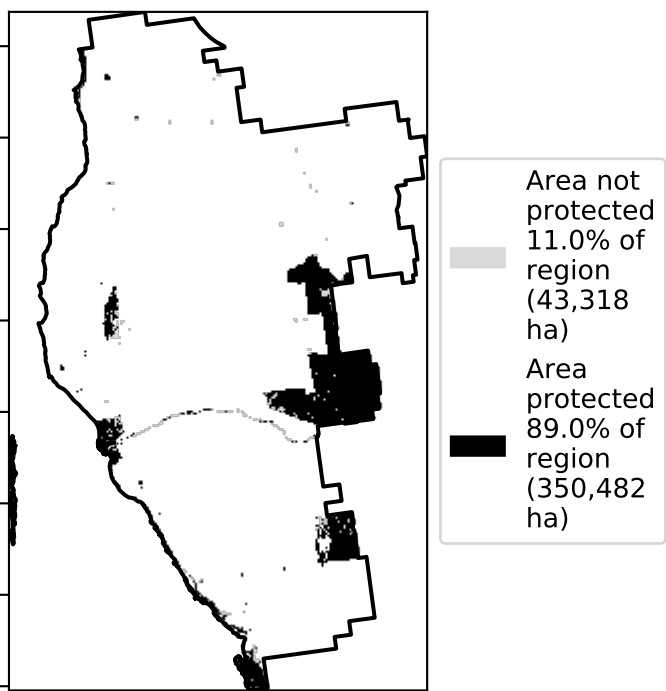 Area not
protected
11.0% of
region
(43,318
ha)
Area
protected
89.0% of
region
(350,482
ha)